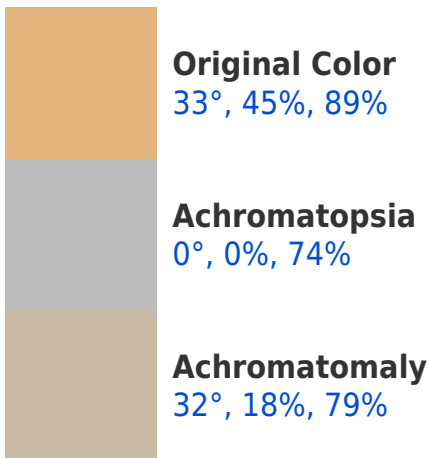 Original Color
33°, 45%, 89%
Achromatopsia
0°, 0%, 74%
Achromatomaly
32°, 18%, 79%